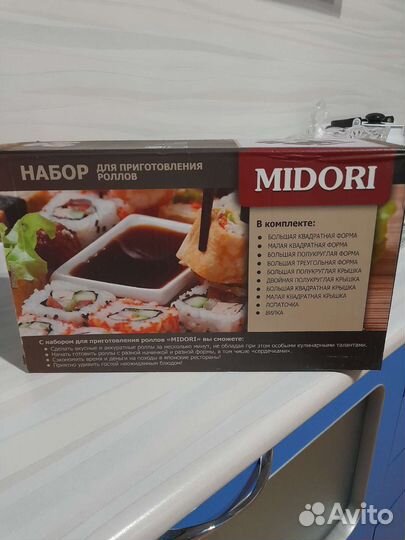 НАБОР ДЛЯ ПРИГОТОВЛЕНИЯ
РОЛЛОВ
MIDORI
В комплекте:
• БОЛЬШАЯ КВАДРАТНАЯ ФОРМА
• МАЛАЯ КВАДРАТНАЯ ФОРМА
• БОЛЬШАЯ ПОЛУКРУГЛАЯ ФОРМА
• БОЛЬШАЯ ТРЕУГОЛЬНАЯ ФОРМА
• БОЛЬШАЯ ПОЛУКРУГЛАЯ КРЫШКА
• ДВОЙНАЯ ПОЛУКРУГЛАЯ КРЫШКА
• БОЛЬШАЯ КВАДРАТНАЯ КРЫШКА
• МАЛАЯ КВАДРАТНАЯ КРЫШКА
• ЛОПАТОЧКА
• ВИЛКА
С набором для приготовления роллов «MIDORI» вы сможете:
• Сделать вкусные и аккуратные роллы за несколько минут, не обладая при этом особыми кулинарными талантами.
• Начать готовить роллы с разной начинкой и разной формы, в том числе «сердечками».
• Сэкономить время и деньги на походы в японские рестораны!
• Приятно удивить гостей неожиданным блюдом!
Avito